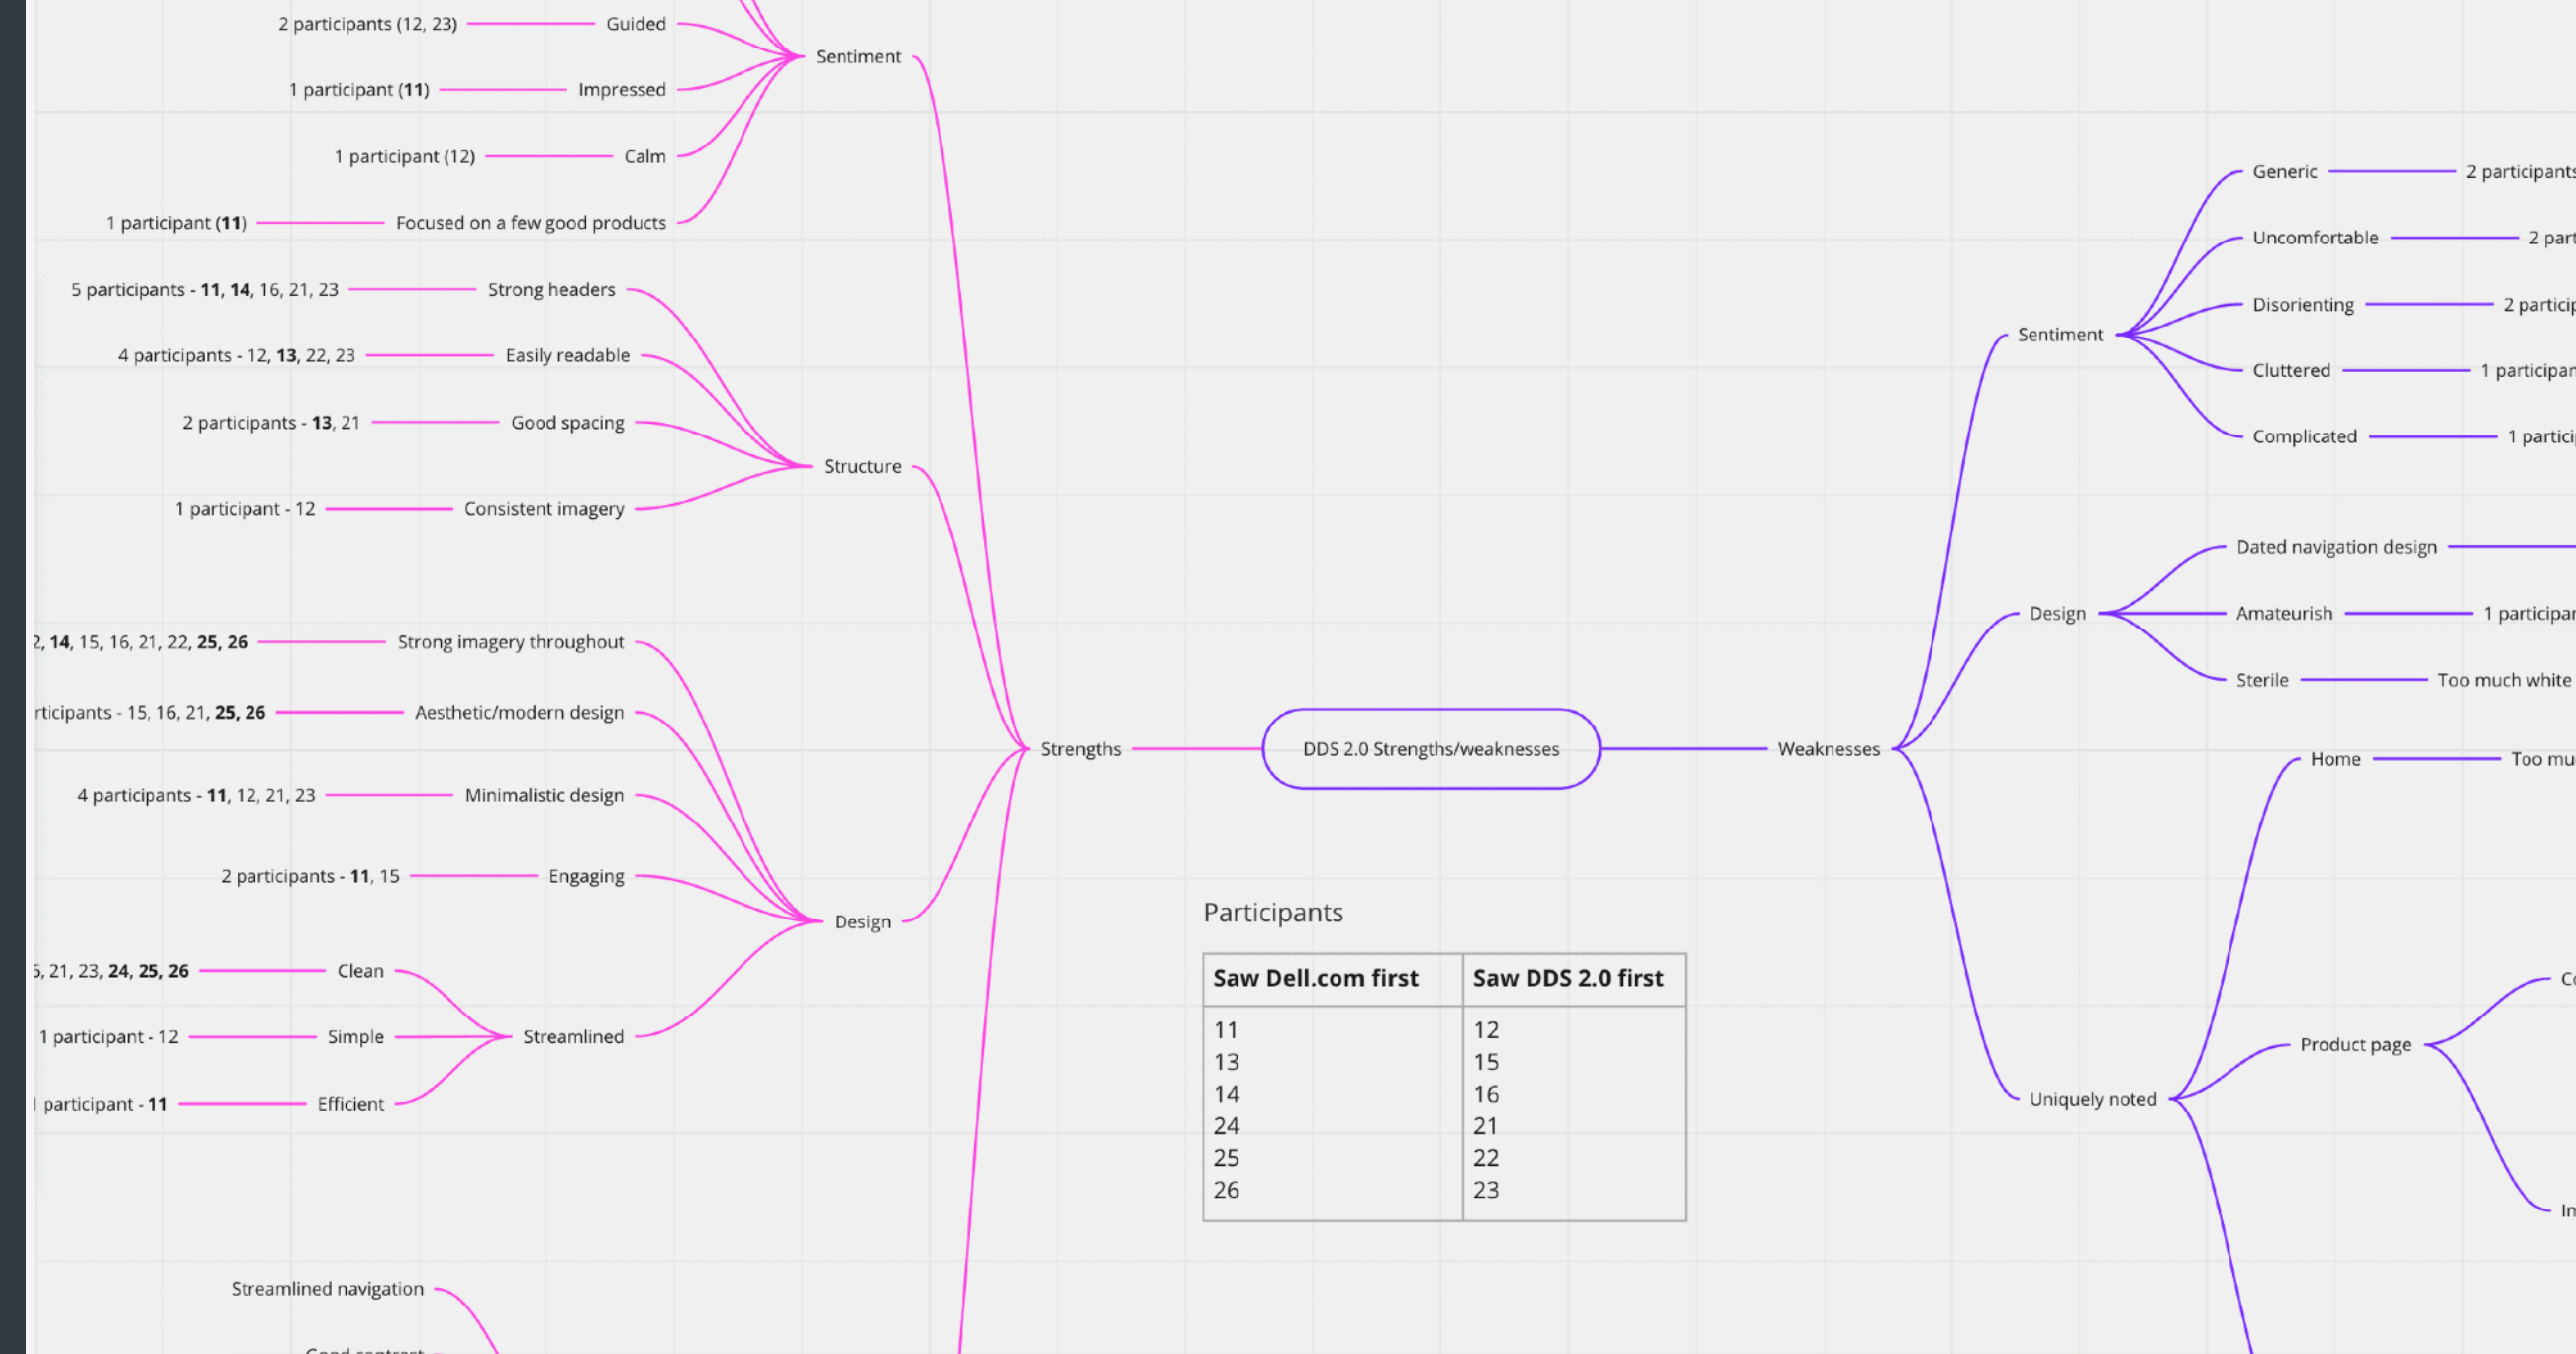 2 participants (12, 23) Guided
Sentiment
1 participant (11) Impressed
1 participant (12) Calm
1 participant (11) Focused on a few good products
5 participants - 11, 14, 16, 21, 23 Strong headers
4 participants - 12, 13, 22, 23 Easily readable
2 participants - 13, 21 Good spacing
Structure
1 participant - 12 Consistent imagery
14, 15, 16, 21, 22, 25, 26 Strong imagery throughout
15, 16, 21, 25, 26 Aesthetic/modern design
4 participants - 11, 12, 21, 23 Minimalistic design
2 participants - 11, 15 Engaging
Design
21, 23, 24, 25, 26 Clean
1 participant - 12 Simple
Streamlined
participant - 11 Efficient
Streamlined navigation
Strengths
DDS 2.0 Strengths/weaknesses
Weaknesses
Participants
Saw Dell.com first Saw DDS 2.0 first
11 12
13 15
14 16
24 21
25 22
26 23
Generic 2 participants
Uncomfortable 2
Disorienting 2
Sentiment
Cluttered 1
Complicated 1
Dated navigation design
Design
Amateurish 1
Sterile Too much white
Home Too
Product page
Uniquely noted